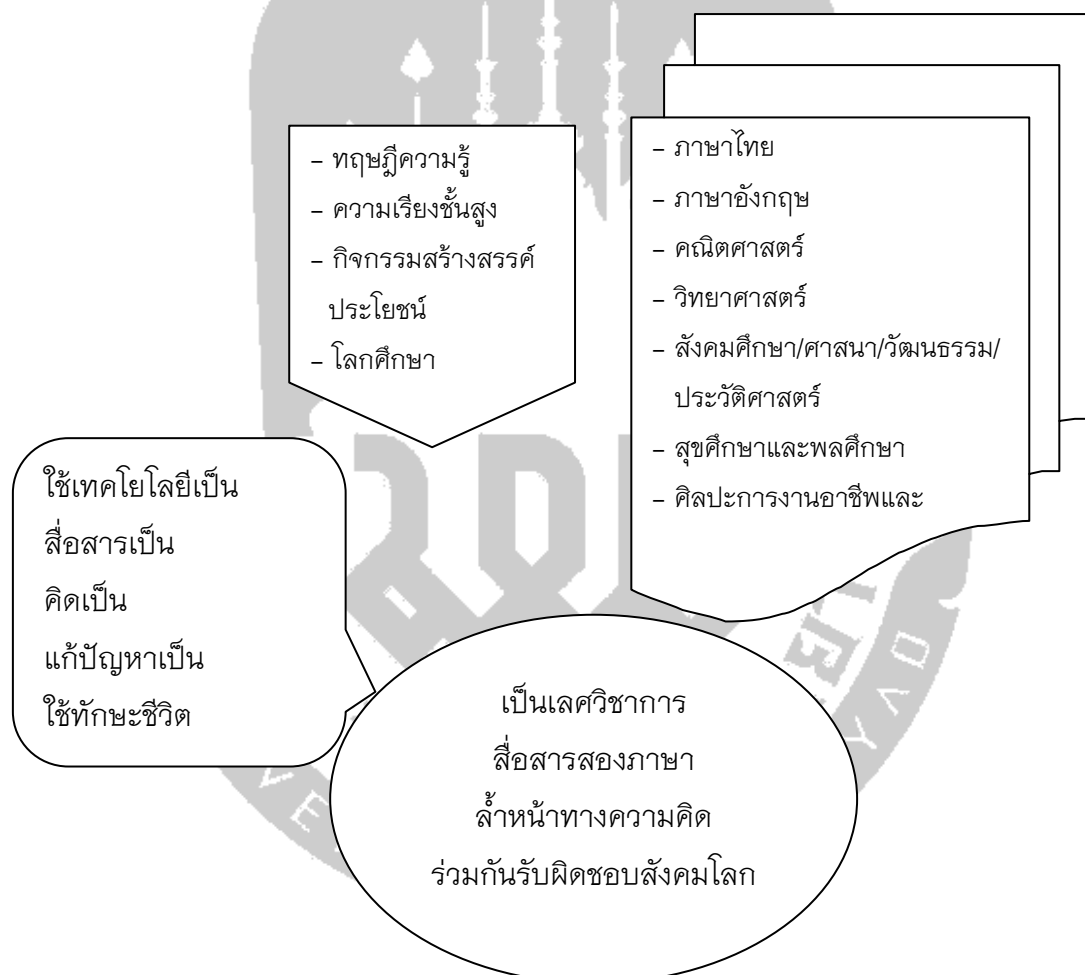 – ทฤษฎีความรู้
– ความเรียงชั้นสูง
– กิจกรรมสร้างสรรค์
ประโยชน์
– โลกศึกษา
– ภาษาไทย
– ภาษาอังกฤษ
– คณิตศาสตร์
– วิทยาศาสตร์
– สังคมศึกษา/ศาสนา/วัฒนธรรม/
ประวัติศาสตร์
– สุขศึกษาและพลศึกษา
– ศิลปะการงานอาชีพและ
ใช้เทคโยโลยีเป็น
สื่อสารเป็น
คิดเป็น
แก้ปัญหาเป็น
ใช้ทักษะชีวิต
เป็นเลศวิชาการ
สื่อสารสองภาษา
ล้ำหน้าทางความคิด
ร่วมกันรับผิดชอบสังคมโลก